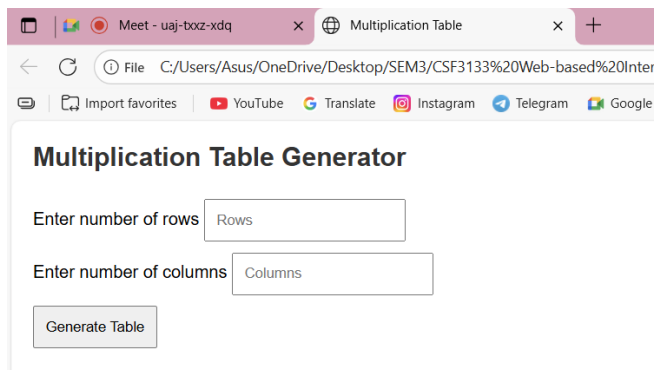 Meet - uaj-txxz-xdq
Multiplication Table
File C:/Users/Asus/OneDrive/Desktop/SEM3/CSF3133%20Web-based%20Inter
Import favorites YouTube Translate Instagram Telegram Google
Multiplication Table Generator
Enter number of rows Rows
Enter number of columns Columns
Generate Table